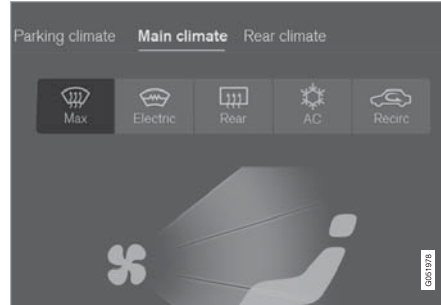 Parking climate Main climate Rear climate
Max Electric Rear AC Recirc
G051978